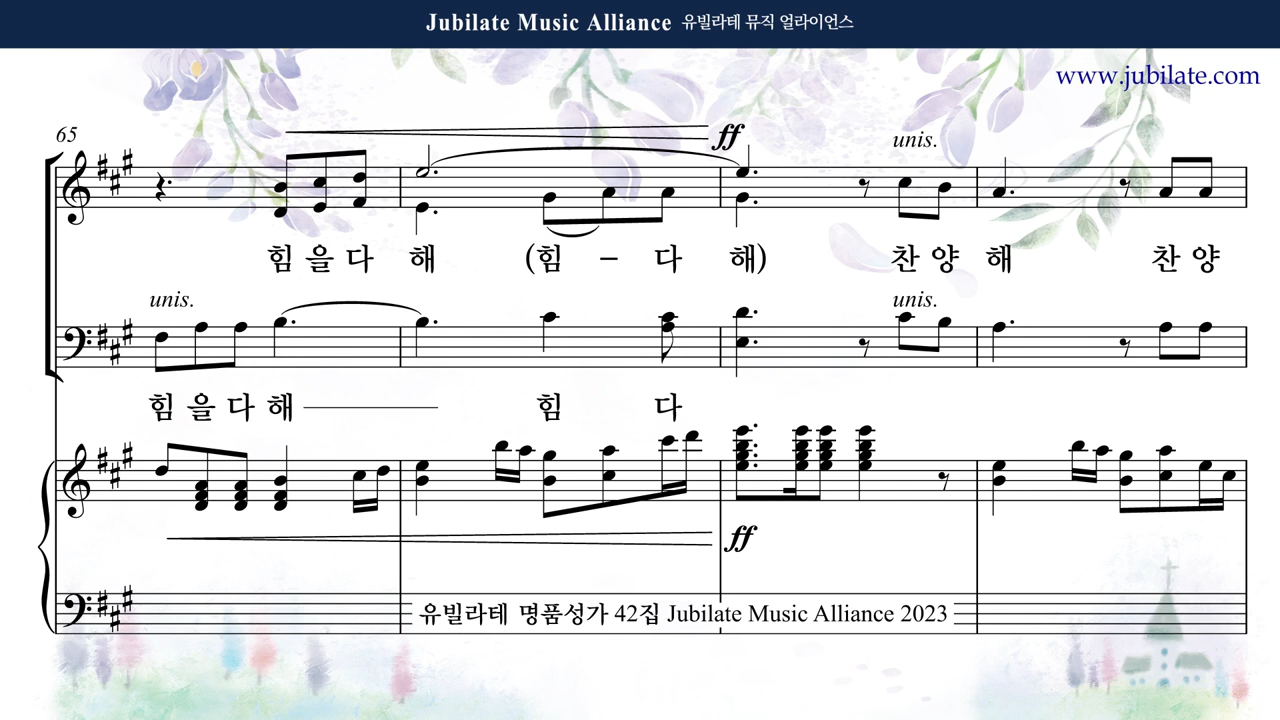 Jubilate Music Alliance 유빌라테 뮤직 얼라이언스
www.jubilate.com
65
ff
unis.
힘 을 다 해 (힘 – 다 해) 찬 양 해 찬 양
unis.
unis.
힘 을 다 해 힘 다
ff
유빌라테 명품성가 42집 Jubilate Music Alliance 2023